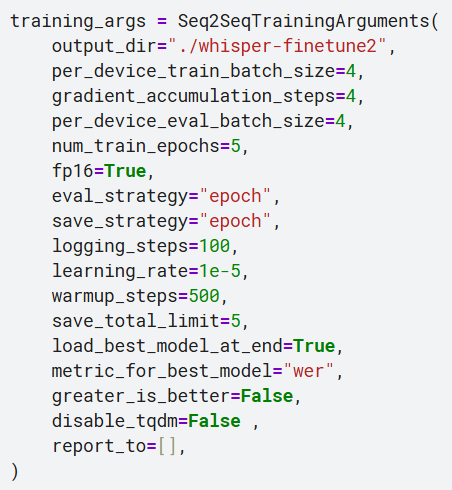 training_args = Seq2SeqTrainingArguments(
    output_dir="./whisper-finetune2",
    per_device_train_batch_size=4,
    gradient_accumulation_steps=4,
    per_device_eval_batch_size=4,
    num_train_epochs=5,
    fp16=True,
    eval_strategy="epoch",
    save_strategy="epoch",
    logging_steps=100,
    learning_rate=1e-5,
    warmup_steps=500,
    save_total_limit=5,
    load_best_model_at_end=True,
    metric_for_best_model="wer",
    greater_is_better=False,
    disable_tqdm=False ,
    report_to=[],
)